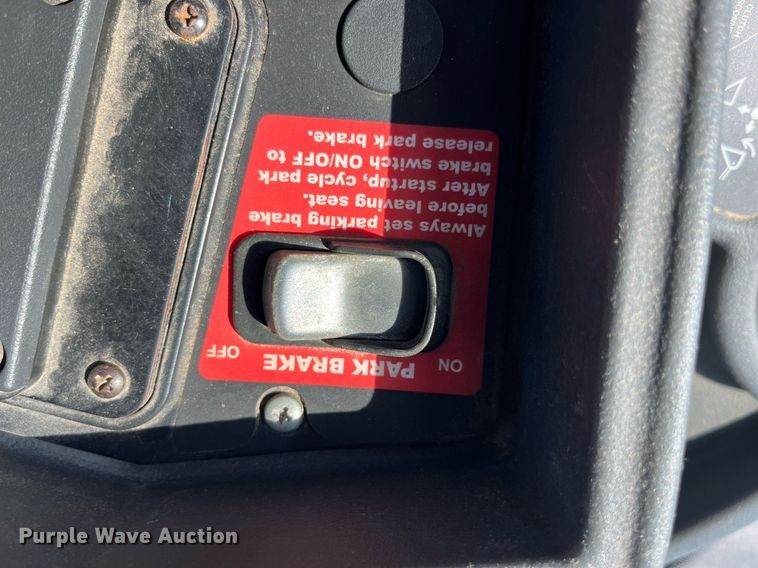 ON PARK BRAKE OFF
Always set parking brake
before leaving seat.
After startup, cycle park
brake switch ON/OFF to
release park brake.
CLUTCH
Purple Wave Auction